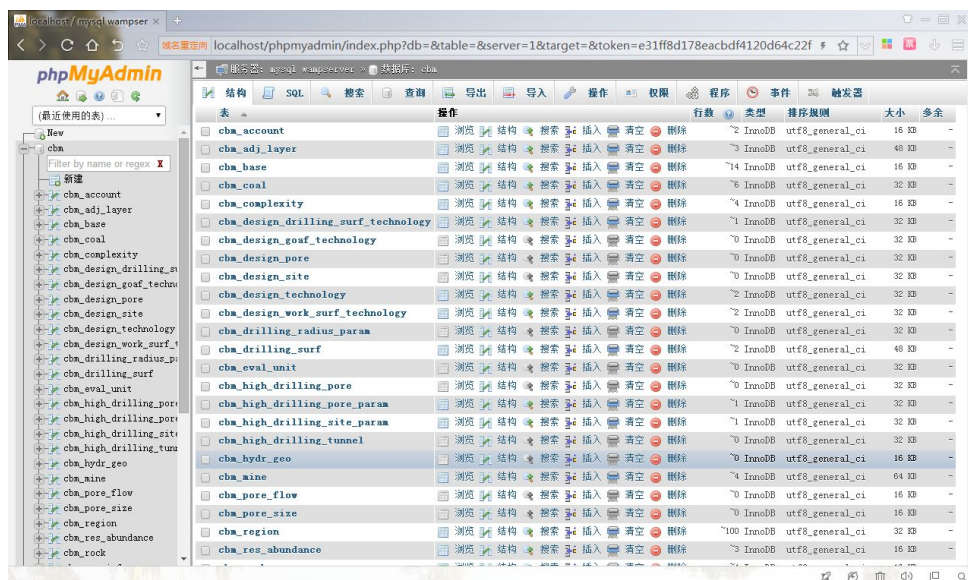 localhost / mysql wampser
域名重定向 localhost/phpmyadmin/index.php?db=&table=&server=1&target=&token=e31ff8d178eacbdf4120d64c22f
phpMyAdmin
(最近使用的表) ...
New
cbm
Filter by name or regex X
新建
cbm_account
cbm_adj_layer
cbm_base
cbm_coal
cbm_complexity
cbm_design_drilling_su
cbm_design_goaf_techno
cbm_design_pore
cbm_design_site
cbm_design_technology
cbm_design_work_surf_t
cbm_drilling_radius_pa
cbm_drilling_surf
cbm_eval_unit
cbm_high_drilling_pore
cbm_high_drilling_pore
cbm_high_drilling_site
cbm_high_drilling_tunn
cbm_hydr_geo
cbm_mine
cbm_pore_flow
cbm_pore_size
cbm_region
cbm_res_abundance
cbm_rock
服务器: mysql wampserver » 数据库: cbm
结构 SQL 搜索 查询 导出 导入 操作 权限 程序 事件 触发器
表 操作 行数 类型 排序规则 大小 多余
cbm_account 浏览 结构 搜索 插入 清空 删除 ~2 InnoDB utf8_general_ci 16 KB -
cbm_adj_layer 浏览 结构 搜索 插入 清空 删除 ~3 InnoDB utf8_general_ci 48 KB -
cbm_base 浏览 结构 搜索 插入 清空 删除 ~14 InnoDB utf8_general_ci 16 KB -
cbm_coal 浏览 结构 搜索 插入 清空 删除 ~6 InnoDB utf8_general_ci 32 KB -
cbm_complexity 浏览 结构 搜索 插入 清空 删除 ~4 InnoDB utf8_general_ci 16 KB -
cbm_design_drilling_surf_technology 浏览 结构 搜索 插入 清空 删除 ~1 InnoDB utf8_general_ci 32 KB -
cbm_design_goaf_technology 浏览 结构 搜索 插入 清空 删除 ~0 InnoDB utf8_general_ci 32 KB -
cbm_design_pore 浏览 结构 搜索 插入 清空 删除 ~0 InnoDB utf8_general_ci 32 KB -
cbm_design_site 浏览 结构 搜索 插入 清空 删除 ~0 InnoDB utf8_general_ci 32 KB -
cbm_design_technology 浏览 结构 搜索 插入 清空 删除 ~2 InnoDB utf8_general_ci 32 KB -
cbm_design_work_surf_technology 浏览 结构 搜索 插入 清空 删除 ~2 InnoDB utf8_general_ci 32 KB -
cbm_drilling_radius_param 浏览 结构 搜索 插入 清空 删除 ~0 InnoDB utf8_general_ci 32 KB -
cbm_drilling_surf 浏览 结构 搜索 插入 清空 删除 ~2 InnoDB utf8_general_ci 48 KB -
cbm_eval_unit 浏览 结构 搜索 插入 清空 删除 ~0 InnoDB utf8_general_ci 32 KB -
cbm_high_drilling_pore 浏览 结构 搜索 插入 清空 删除 ~0 InnoDB utf8_general_ci 32 KB -
cbm_high_drilling_pore_param 浏览 结构 搜索 插入 清空 删除 ~1 InnoDB utf8_general_ci 32 KB -
cbm_high_drilling_site_param 浏览 结构 搜索 插入 清空 删除 ~1 InnoDB utf8_general_ci 32 KB -
cbm_high_drilling_tunnel 浏览 结构 搜索 插入 清空 删除 ~0 InnoDB utf8_general_ci 32 KB -
cbm_hydr_geo 浏览 结构 搜索 插入 清空 删除 ~0 InnoDB utf8_general_ci 16 KB -
cbm_mine 浏览 结构 搜索 插入 清空 删除 ~4 InnoDB utf8_general_ci 64 KB -
cbm_pore_flow 浏览 结构 搜索 插入 清空 删除 ~0 InnoDB utf8_general_ci 16 KB -
cbm_pore_size 浏览 结构 搜索 插入 清空 删除 ~0 InnoDB utf8_general_ci 16 KB -
cbm_region 浏览 结构 搜索 插入 清空 删除 ~100 InnoDB utf8_general_ci 32 KB -
cbm_res_abundance 浏览 结构 搜索 插入 清空 删除 ~3 InnoDB utf8_general_ci 16 KB -